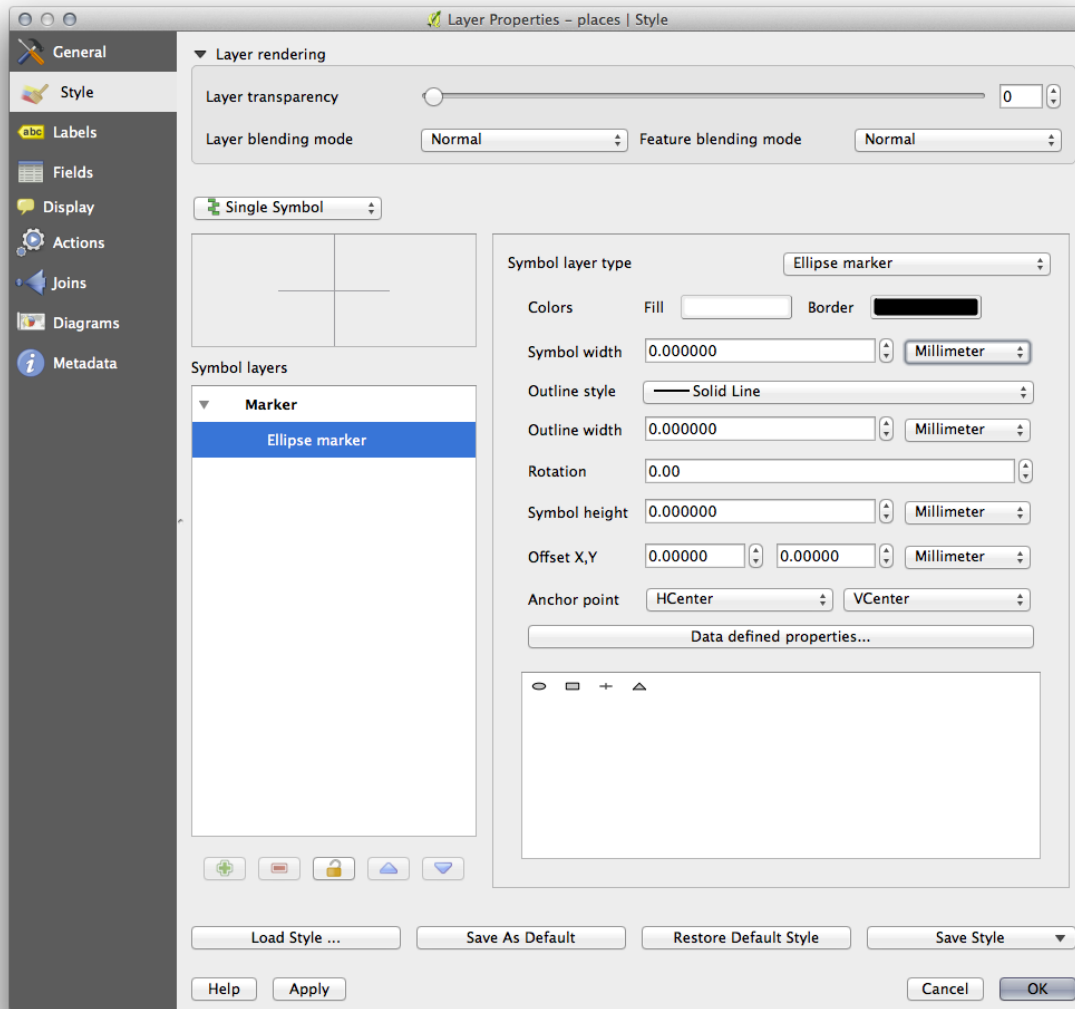 Layer Properties – places | Style
General
Style
abc Labels
Fields
Display
Actions
Joins
Diagrams
Metadata
Layer rendering
Layer transparency 0
Layer blending mode Normal Feature blending mode Normal
Single Symbol
Symbol layers
Marker
Ellipse marker
Symbol layer type Ellipse marker
Colors Fill Border
Symbol width 0.000000 Millimeter
Outline style Solid Line
Outline width 0.000000 Millimeter
Rotation 0.00
Symbol height 0.000000 Millimeter
Offset X,Y 0.00000 0.00000 Millimeter
Anchor point HCenter VCenter
Data defined properties...
Load Style ... Save As Default Restore Default Style Save Style
Help Apply Cancel OK